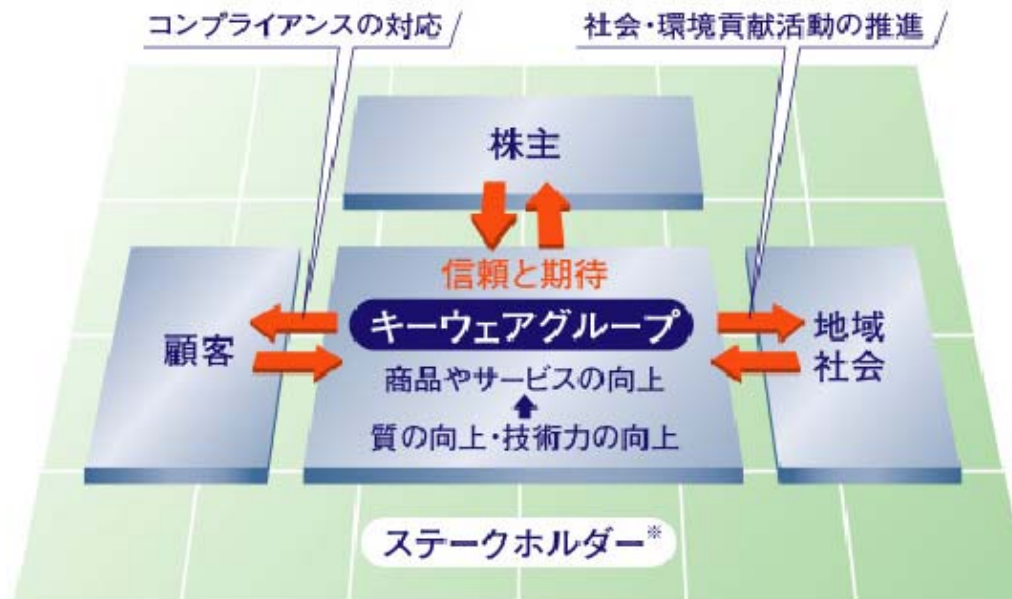 コンプライアンスの対応
社会・環境貢献活動の推進
株主
信頼と期待
キーウェアグループ
顧客
地域
社会
商品やサービスの向上
質の向上・技術力の向上
ステークホルダー※